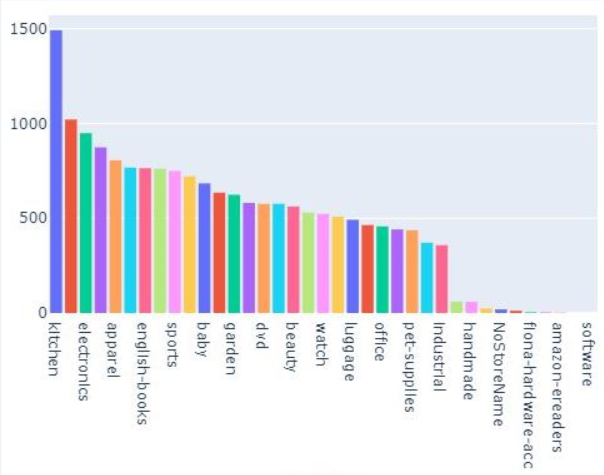 1500
1000
500
0
kitchen
electronics
apparel
english-books
sports
baby
garden
dvd
beauty
watch
luggage
office
pet-supplies
industrial
handmade
NoStoreName
fiona-hardware-acc
amazon-ereaders
software